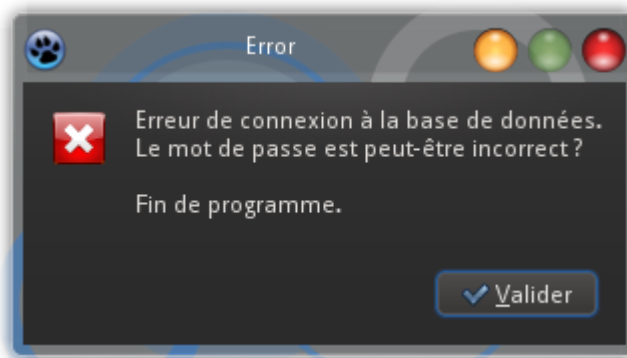 Error
Erreur de connexion à la base de données.
Le mot de passe est peut-être incorrect ?
Fin de programme.
Valider